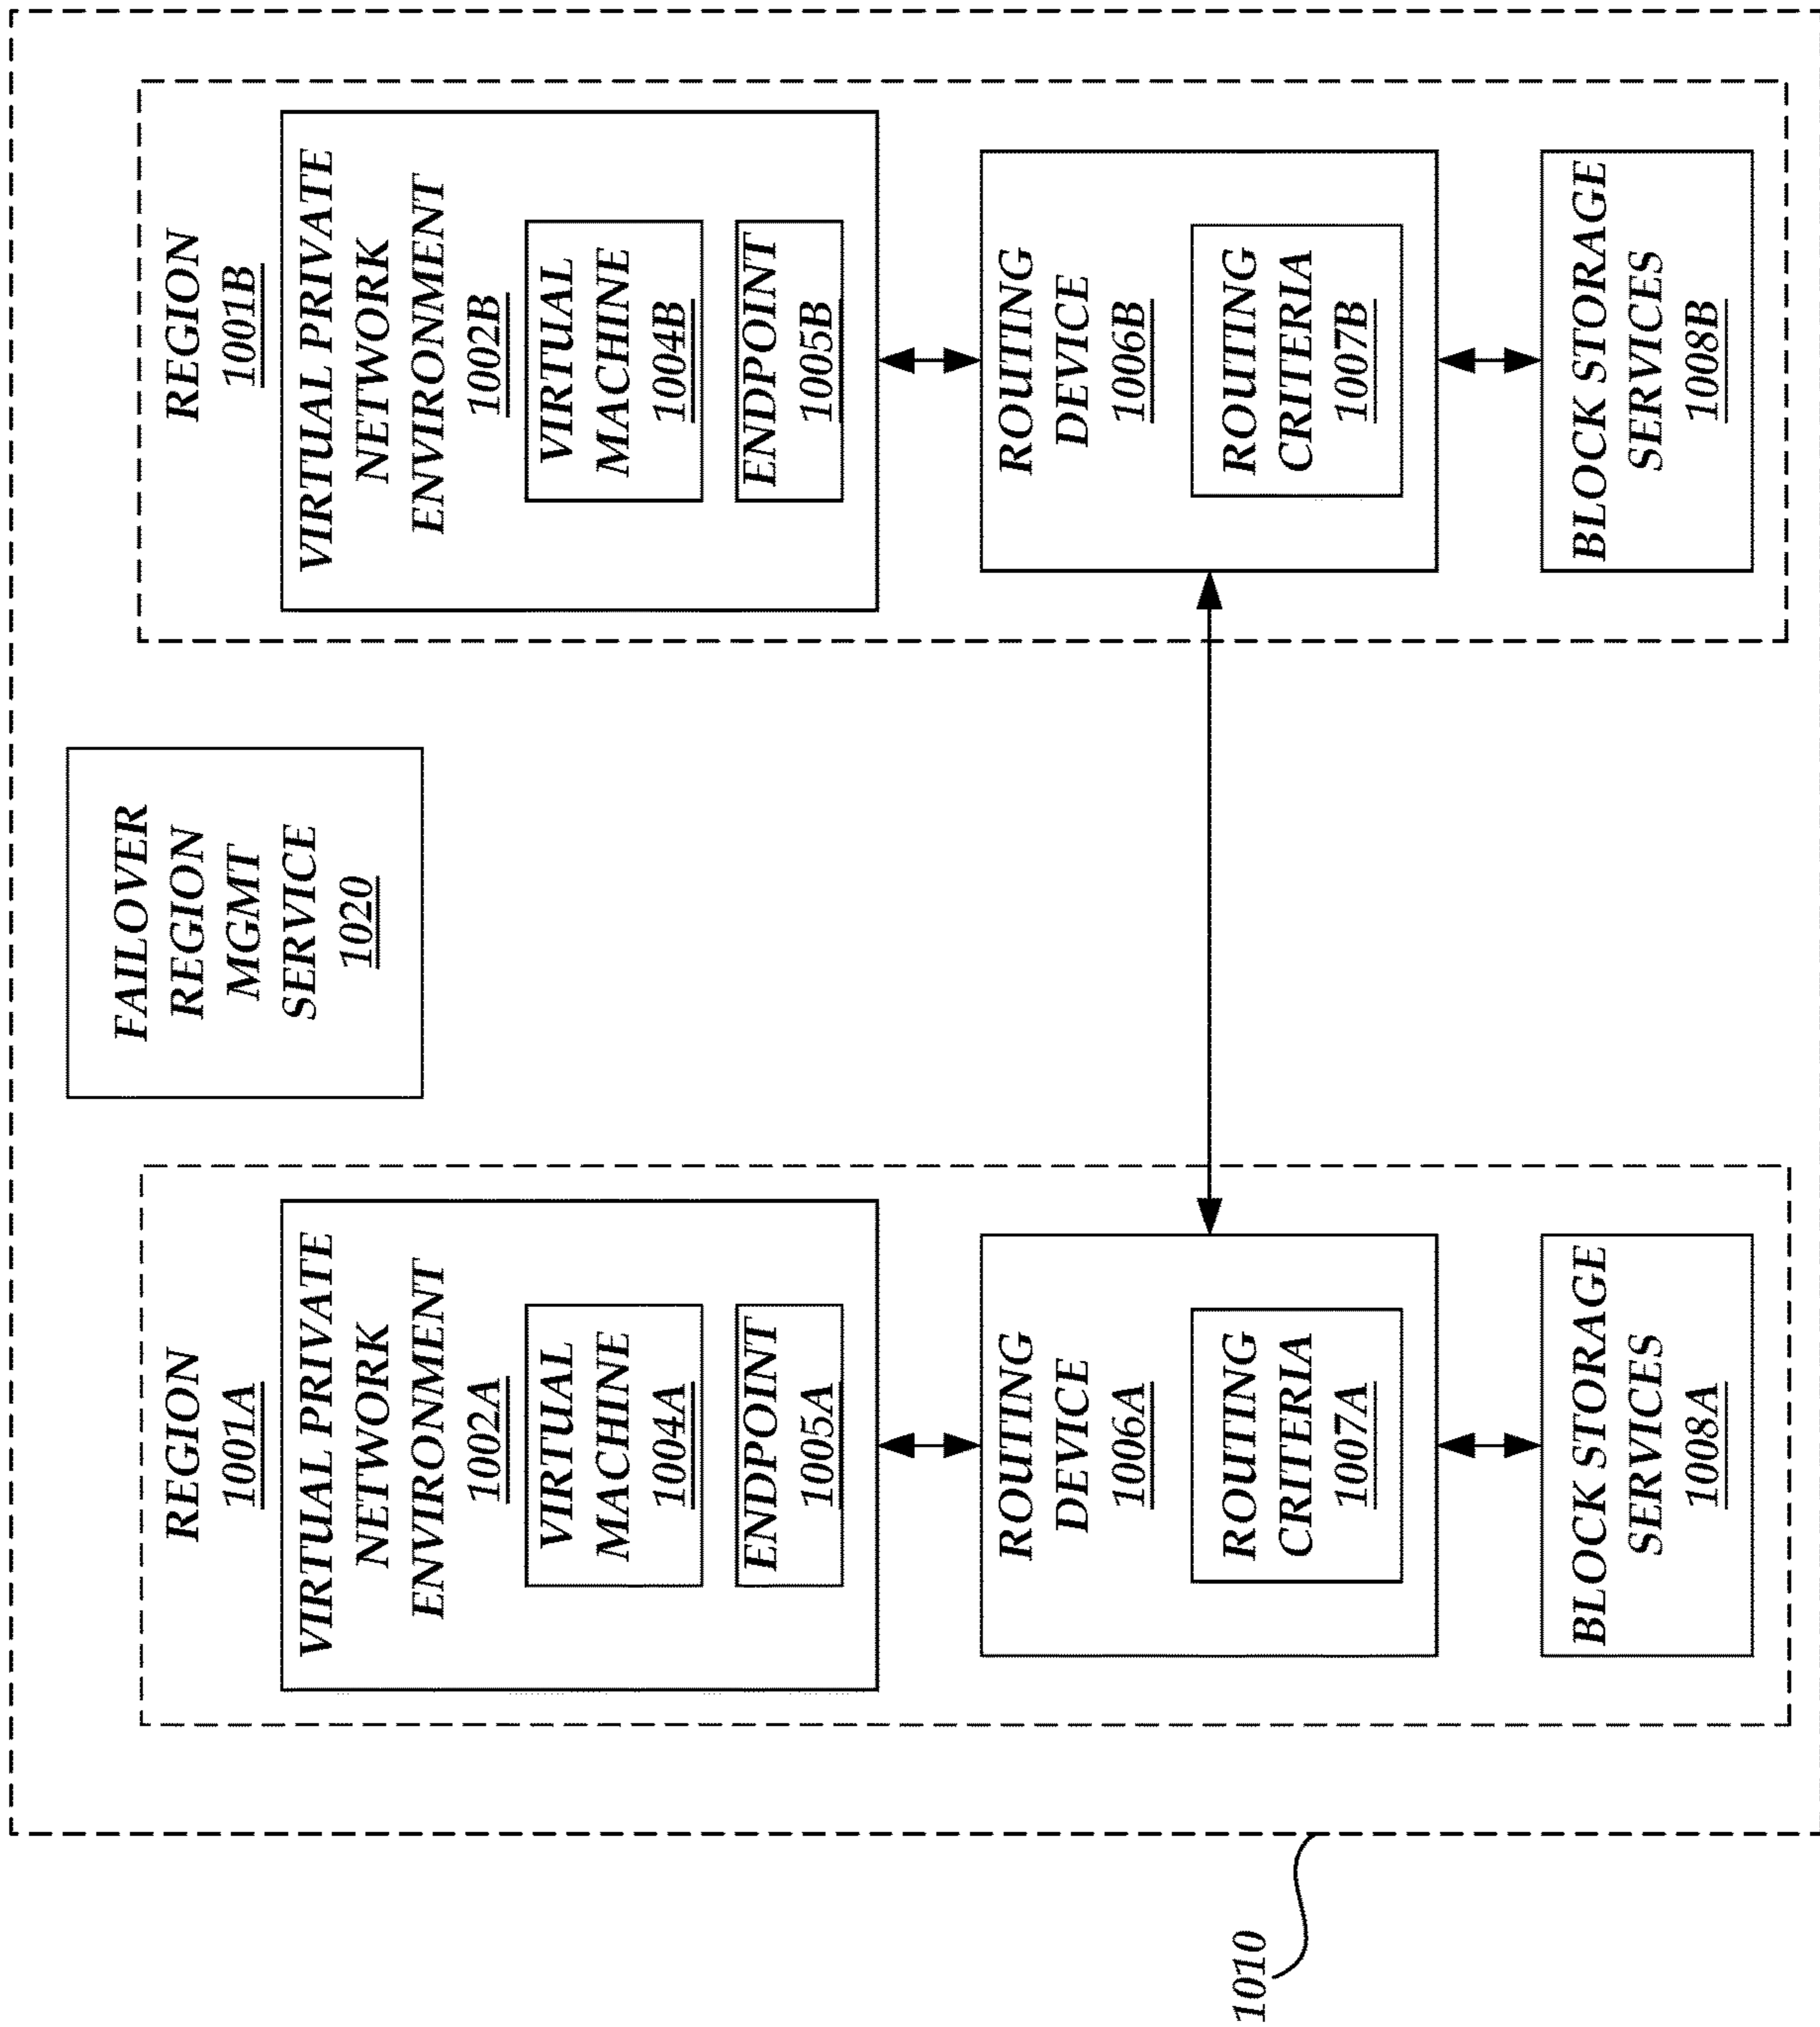 FAILOVER
REGION
MGMT
SERVICE
1020
REGION
1001A
VIRTUAL PRIVATE
NETWORK
ENVIRONMENT
1002A
VIRTUAL
MACHINE
1004A
ENDPOINT
1005A
ROUTING
DEVICE
1006A
ROUTING
CRITERIA
1007A
BLOCK STORAGE
SERVICES
1008A
REGION
1001B
VIRTUAL PRIVATE
NETWORK
ENVIRONMENT
1002B
VIRTUAL
MACHINE
1004B
ENDPOINT
1005B
ROUTING
DEVICE
1006B
ROUTING
CRITERIA
1007B
BLOCK STORAGE
SERVICES
1008B
1010